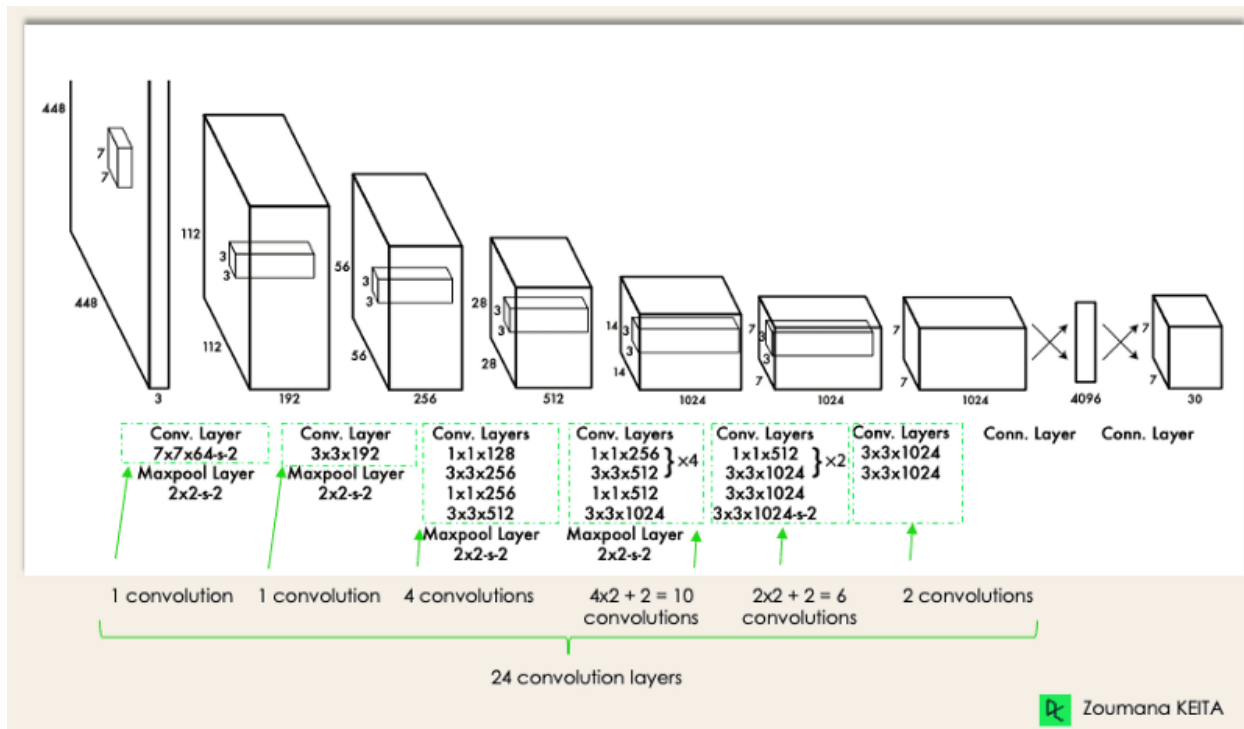 448
7
7
448
3
112
3
3
112
192
56
3
3
56
256
28
3
3
28
512
14
3
3
14
1024
7
3
3
7
1024
7
7
1024
4096
7
7
30
Conv. Layer
7x7x64-s-2
Maxpool Layer
2x2-s-2
Conv. Layer
3x3x192
Maxpool Layer
2x2-s-2
Conv. Layers
1x1x128
3x3x256
1x1x256
3x3x512
Maxpool Layer
2x2-s-2
Conv. Layers
1x1x256
3x3x512 }×4
1x1x512
3x3x1024
Maxpool Layer
2x2-s-2
Conv. Layers
1x1x512
3x3x1024 }×2
3x3x1024
3x3x1024-s-2
Conv. Layers
3x3x1024
3x3x1024
Conn. Layer
Conn. Layer
1 convolution
1 convolution
4 convolutions
4x2 + 2 = 10
convolutions
2x2 + 2 = 6
convolutions
2 convolutions
24 convolution layers
DC Zoumana KEITA